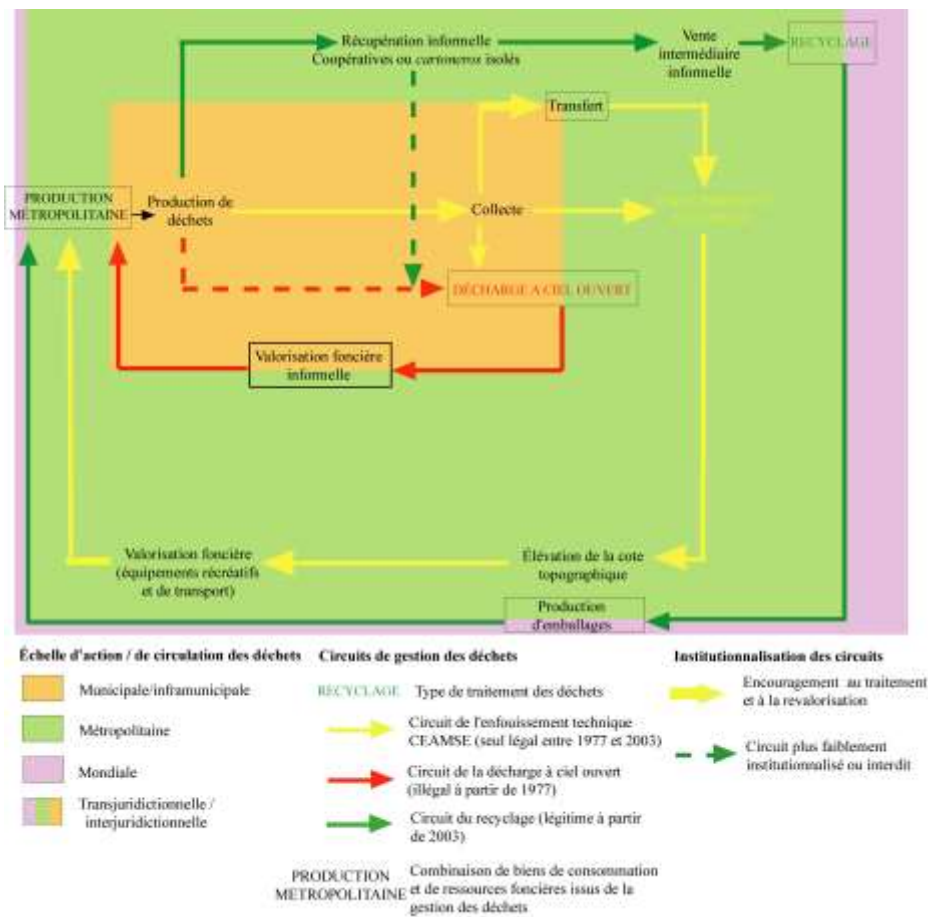 Récupération informelle
Coopératives ou cartoneros isolés
Vente
intermédiaire
informelle
RECYCLAGE
Transfert
PRODUCTION
METROPOLITAINE
Production de
déchets
Collecte
DÉCHARGE A CIEL OUVERT
Valorisation foncière
informelle
Valorisation foncière
(équipements récréatifs
et de transport)
Élévation de la cote
topographique
Production
d'emballages
Échelle d'action / de circulation des déchets
Municipale/inframunicipale
Métropolitaine
Mondiale
Transjuridictionnelle /
interjuridictionnelle
Circuits de gestion des déchets
RECYCLAGE Type de traitement des déchets
Circuit de l'enfouissement technique
CEAMSE (seul légal entre 1977 et 2003)
Circuit de la décharge à ciel ouvert
(illégal à partir de 1977)
Circuit du recyclage (légitime à partir
de 2003)
PRODUCTION
METROPOLITAINE
Combinaison de biens de consommation
et de ressources foncières issus de la
gestion des déchets
Institutionnalisation des circuits
Encouragement au traitement
et à la revalorisation
Circuit plus faiblement
institutionnalisé ou interdit